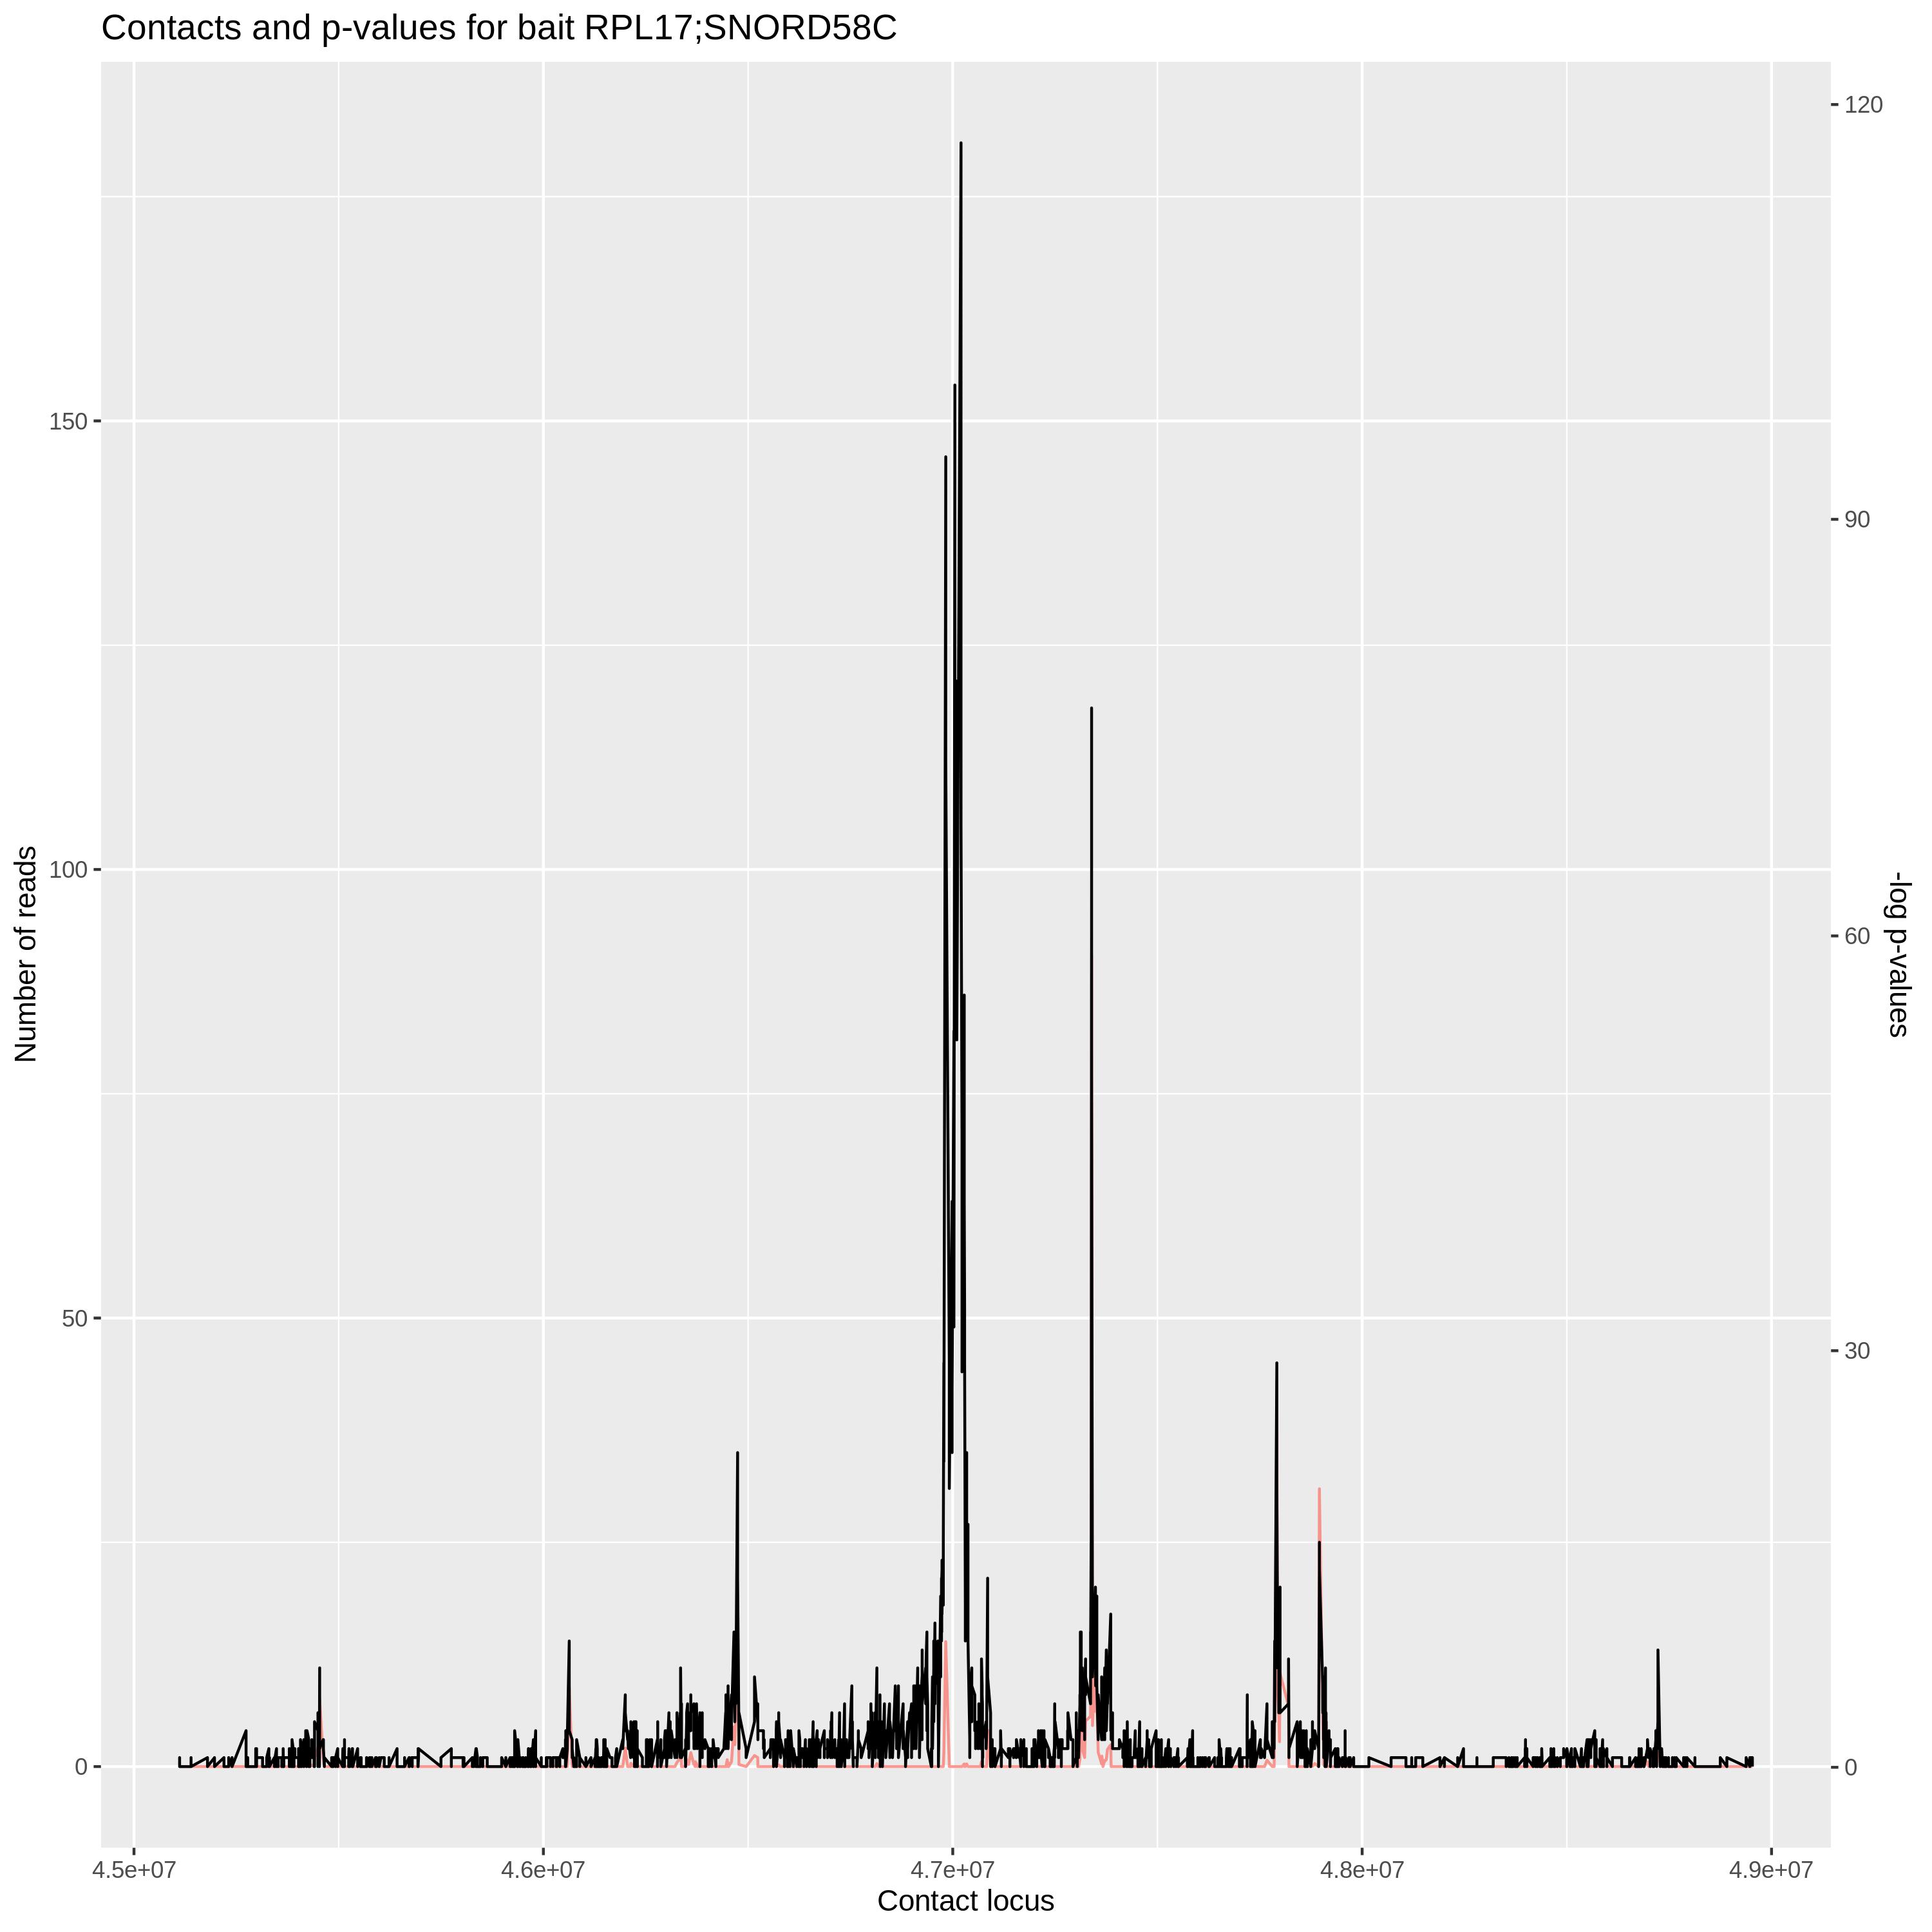 Contacts and p-values for bait RPL17;SNORD58C
Number of reads
150
100
50
0
120
90
60
30
0
-log p-values
4.5e+07
4.6e+07
4.7e+07
4.8e+07
4.9e+07
Contact locus